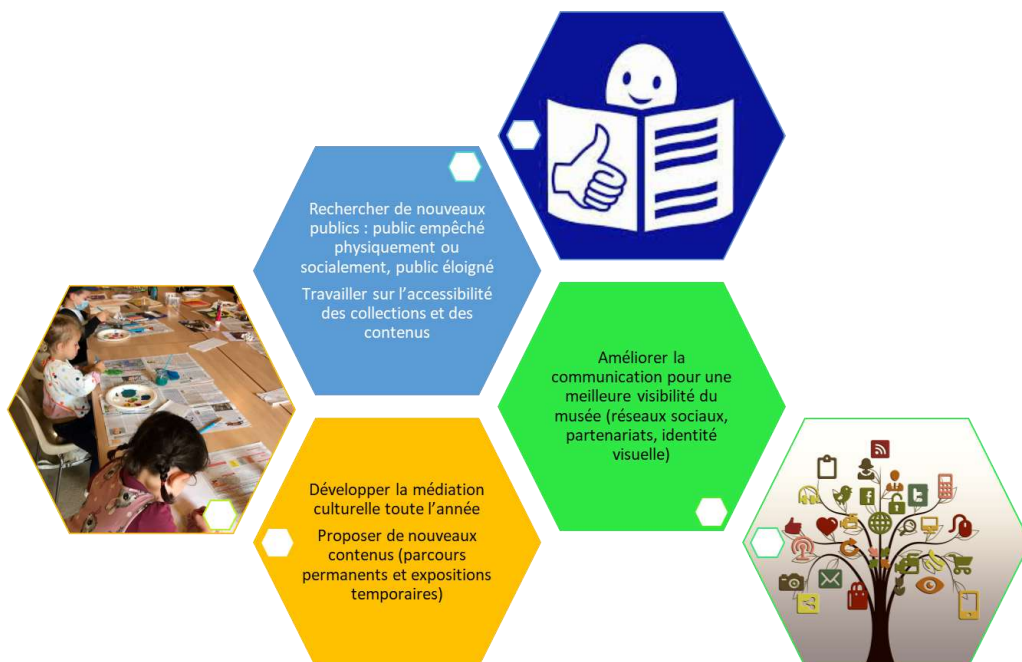 Rechercher de nouveaux
publics : public empêché
physiquement ou
socialement, public éloigné
Travailler sur l’accessibilité
des collections et des
contenus
Améliorer la
communication pour une
meilleure visibilité du
musée (réseaux sociaux,
partenariats, identité
visuelle)
Développer la médiation
culturelle toute l’année
Proposer de nouveaux
contenus (parcours
permanents et expositions
temporaires)